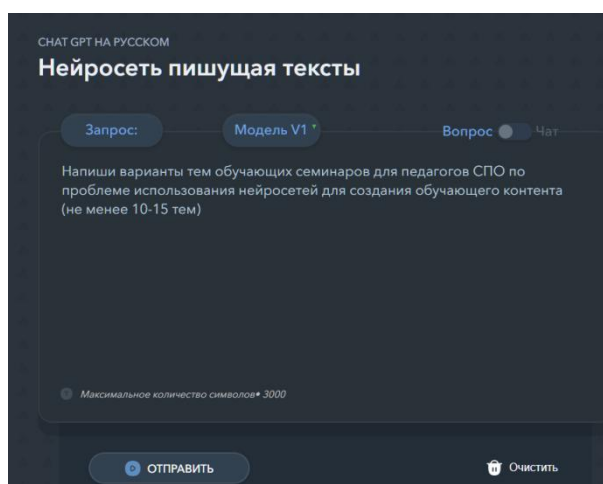 CHAT GPT НА РУССКОМ
Нейросеть пишущая тексты
Запрос: Модель V1 Вопрос Чат
Напиши варианты тем обучающих семинаров для педагогов СПО по
проблеме использования нейросетей для создания обучающего контента
(не менее 10-15 тем)
Максимальное количество символов• 3000
ОТПРАВИТЬ Очистить